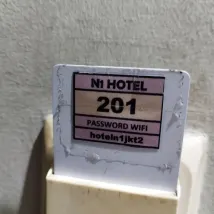 N1 HOTEL
201
PASSWORD WIFI
hoteln1jkt2